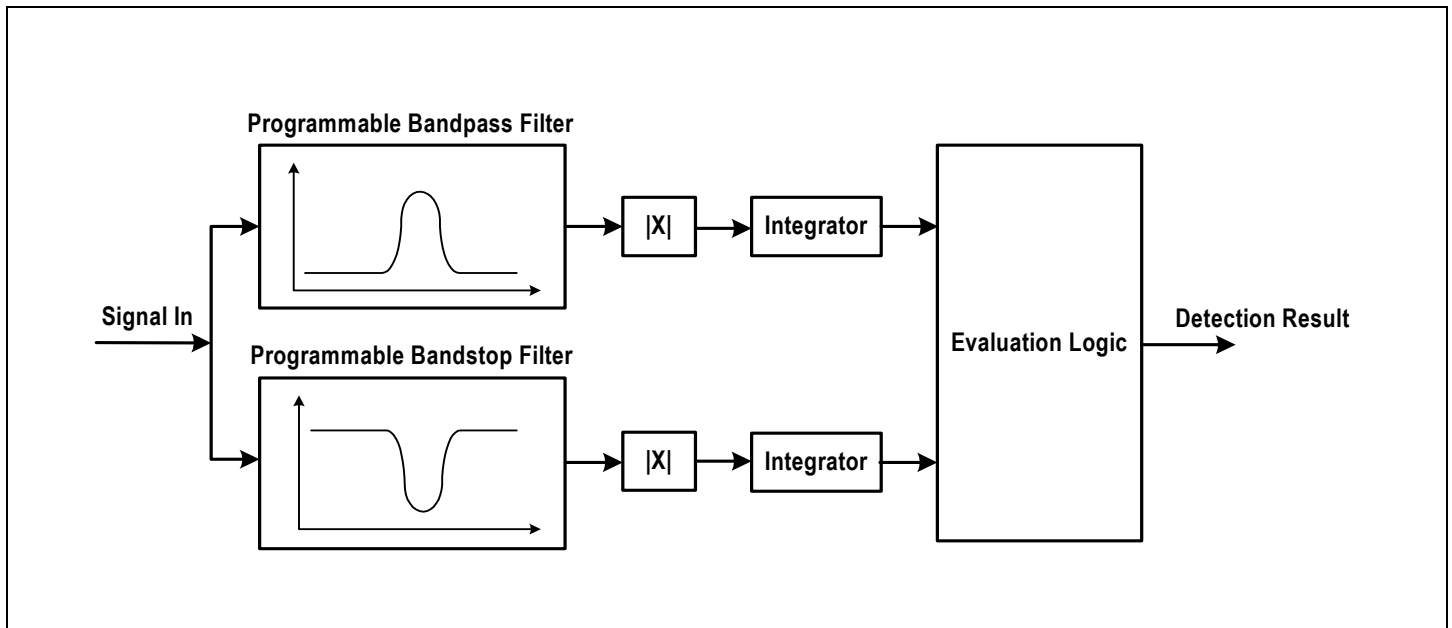 Programmable Bandpass Filter
|X|
Integrator
Signal In
Evaluation Logic
Detection Result
Programmable Bandstop Filter
|X|
Integrator